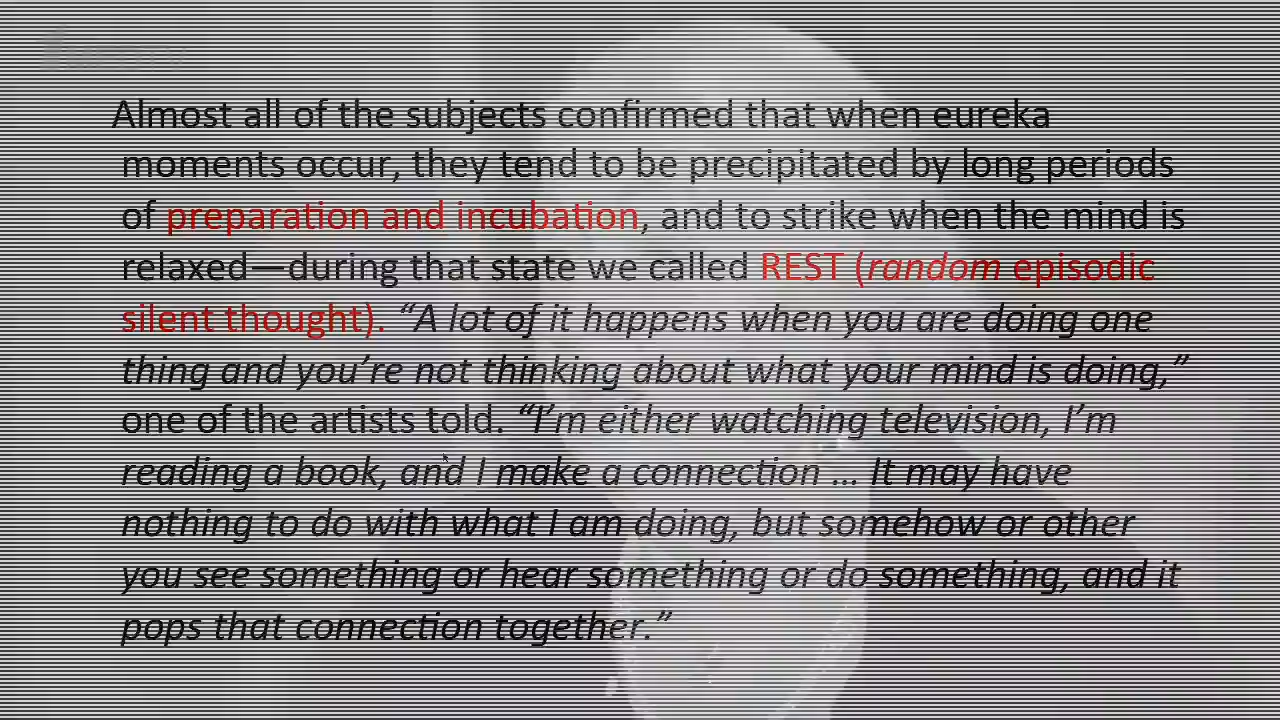 Almost all of the subjects confirmed that when eureka
moments occur, they tend to be precipitated by long periods
of preparation and incubation, and to strike when the mind is
relaxed—during that state we called REST (random episodic
silent thought). “A lot of it happens when you are doing one
thing and you’re not thinking about what your mind is doing,”
one of the artists told. “I’m either watching television, I’m
reading a book, and I make a connection ... It may have
nothing to do with what I am doing, but somehow or other
you see something or hear something or do something, and it
pops that connection together.”